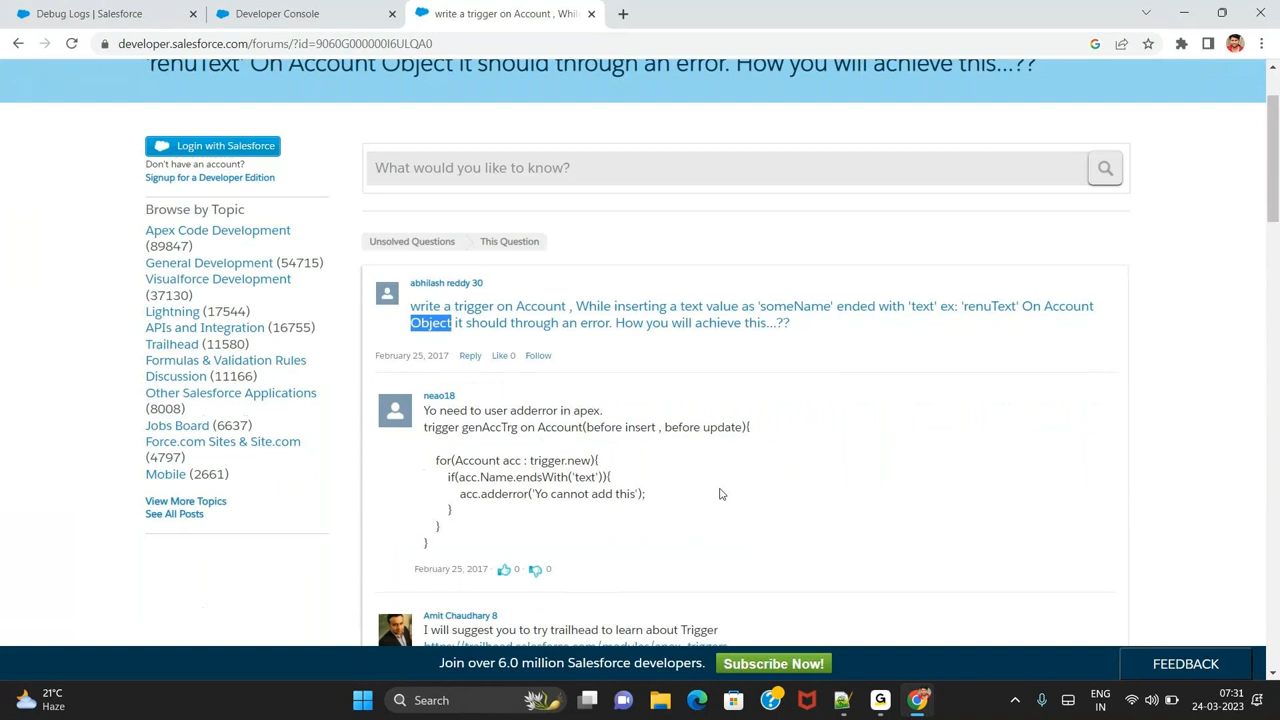 Debug Logs | Salesforce
Developer Console
write a trigger on Account , Whil
developer.salesforce.com/forums/?id=9060G000000I6ULQA0
'renuText' On Account Object it should through an error. How you will achieve this...??
Login with Salesforce
Don't have an account?
Signup for a Developer Edition
Browse by Topic
Apex Code Development
(89847)
General Development (54715)
Visualforce Development
(37130)
Lightning (17544)
APIs and Integration (16755)
Trailhead (11580)
Formulas & Validation Rules
Discussion (11166)
Other Salesforce Applications
(8008)
Jobs Board (6637)
Force.com Sites & Site.com
(4797)
Mobile (2661)
View More Topics
See All Posts
What would you like to know?
Unsolved Questions
This Question
abhilash reddy 30
write a trigger on Account , While inserting a text value as 'someName' ended with 'text' ex: 'renuText' On Account
Object it should through an error. How you will achieve this...??
February 25, 2017 Reply Like 0 Follow
neao18
Yo need to user adderror in apex.
trigger genAccTrg on Account(before insert , before update){
for(Account acc : trigger.new){
if(acc.Name.endsWith('text')){
acc.adderror('Yo cannot add this');
}
}
}
February 25, 2017 · 0 · 0
Amit Chaudhary 8
I will suggest you to try trailhead to learn about Trigger
https://trailhead.salesforce.com/modules/apex_triggers
Join over 6.0 million Salesforce developers.
Subscribe Now!
FEEDBACK
21°C
Haze
Search
ENG
IN
07:31
24-03-2023